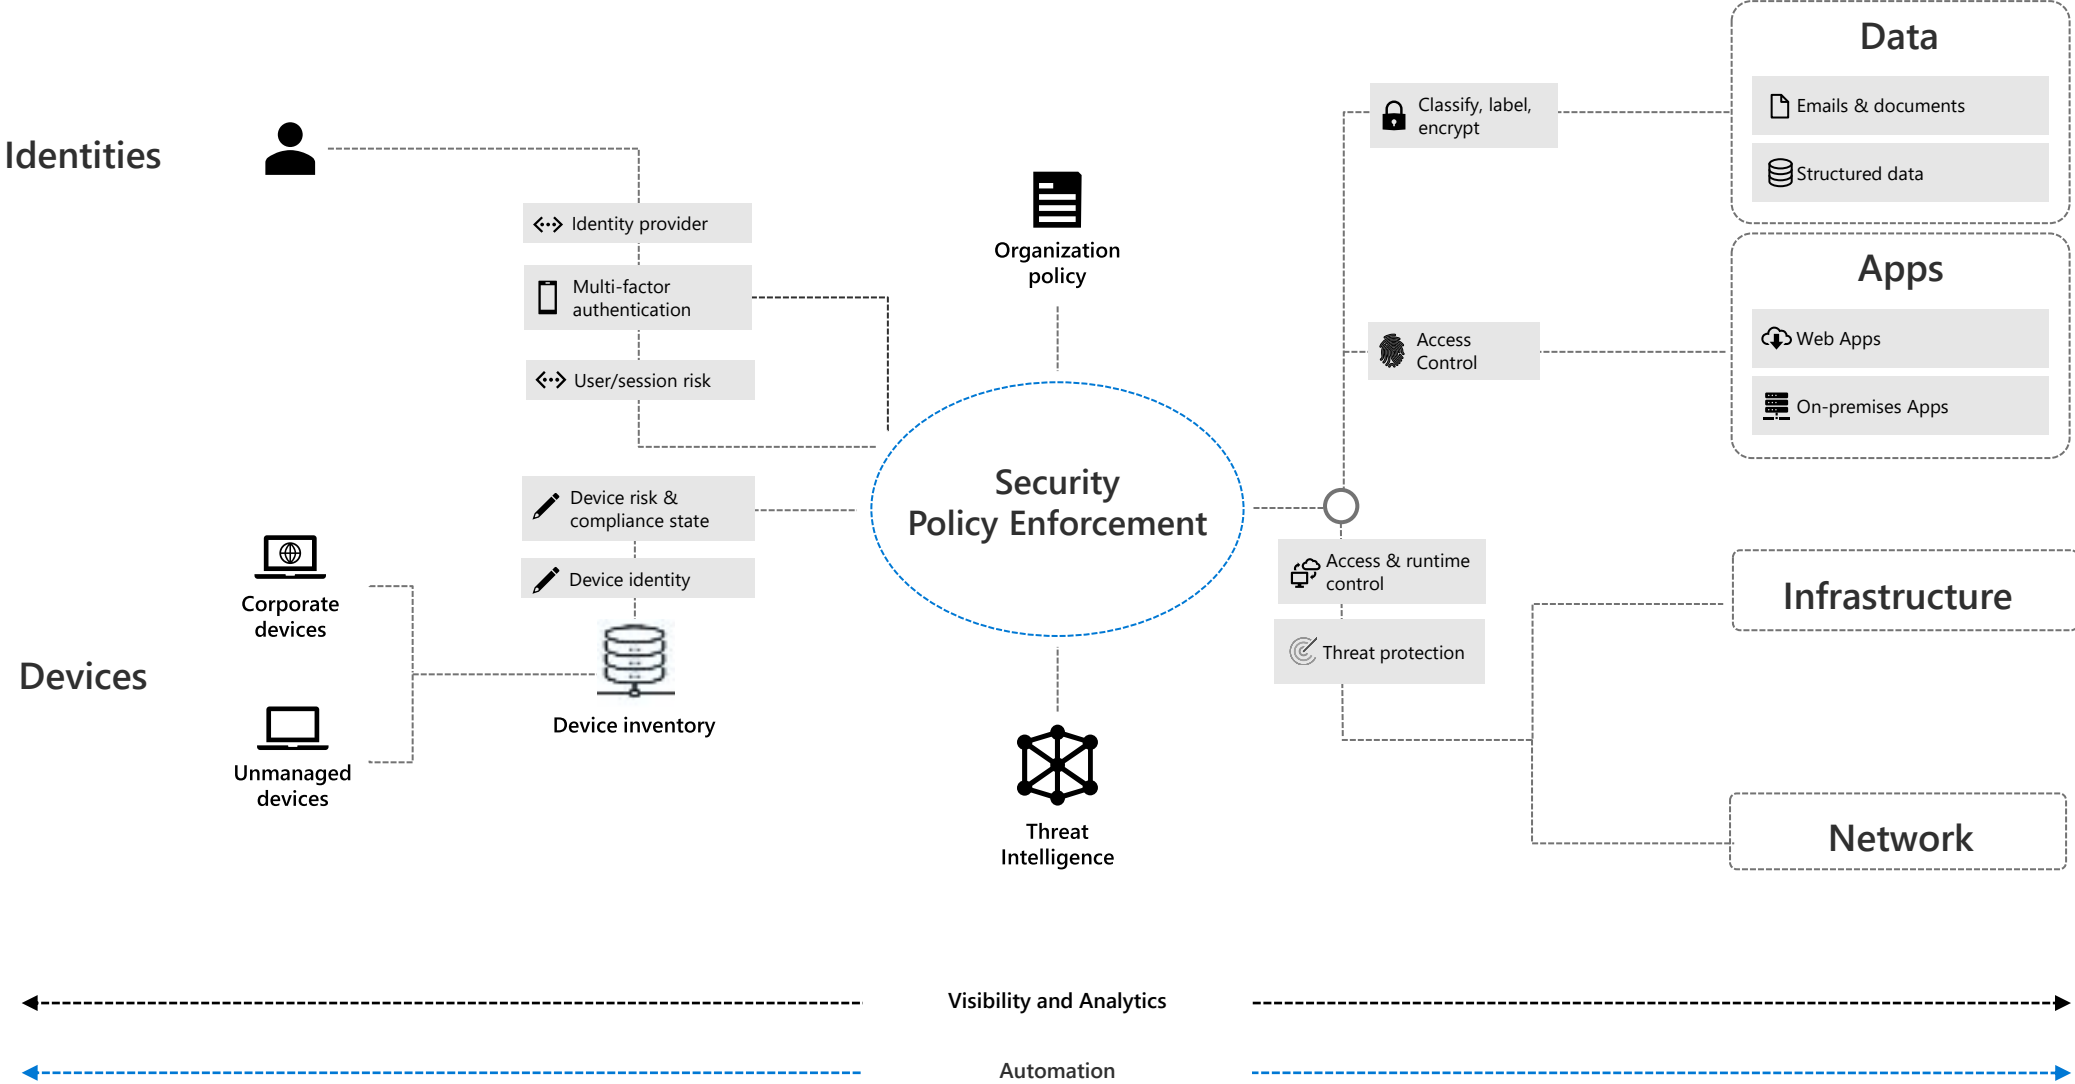 Identities
Identity provider
Multi-factor
authentication
User/session risk
Devices
Corporate
devices
Unmanaged
devices
Device risk &
compliance state
Device identity
Device inventory
Organization
policy
Security
Policy Enforcement
Threat
Intelligence
Classify, label,
encrypt
Access
Control
Access & runtime
control
Threat protection
Data
Emails & documents
Structured data
Apps
Web Apps
On-premises Apps
Infrastructure
Network
Visibility and Analytics
Automation